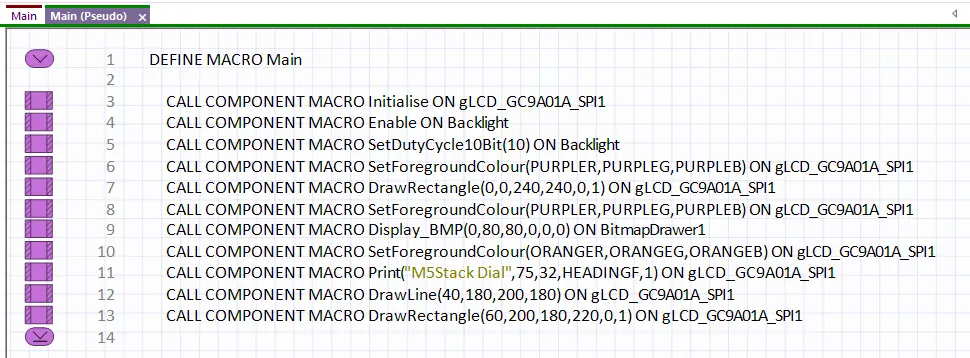 Main Main (Pseudo) x
1 DEFINE MACRO Main
2
3 CALL COMPONENT MACRO Initialise ON gLCD_GC9A01A_SPI1
4 CALL COMPONENT MACRO Enable ON Backlight
5 CALL COMPONENT MACRO SetDutyCycle10Bit(10) ON Backlight
6 CALL COMPONENT MACRO SetForegroundColour(PURPLER,PURPLEG,PURPLEB) ON gLCD_GC9A01A_SPI1
7 CALL COMPONENT MACRO DrawRectangle(0,0,240,240,0,1) ON gLCD_GC9A01A_SPI1
8 CALL COMPONENT MACRO SetForegroundColour(PURPLER,PURPLEG,PURPLEB) ON gLCD_GC9A01A_SPI1
9 CALL COMPONENT MACRO Display_BMP(0,80,80,0,0,0) ON BitmapDrawer1
10 CALL COMPONENT MACRO SetForegroundColour(ORANGER,ORANGEG,ORANGEB) ON gLCD_GC9A01A_SPI1
11 CALL COMPONENT MACRO Print("M5Stack Dial",75,32,HEADINGF,1) ON gLCD_GC9A01A_SPI1
12 CALL COMPONENT MACRO DrawLine(40,180,200,180) ON gLCD_GC9A01A_SPI1
13 CALL COMPONENT MACRO DrawRectangle(60,200,180,220,0,1) ON gLCD_GC9A01A_SPI1
14